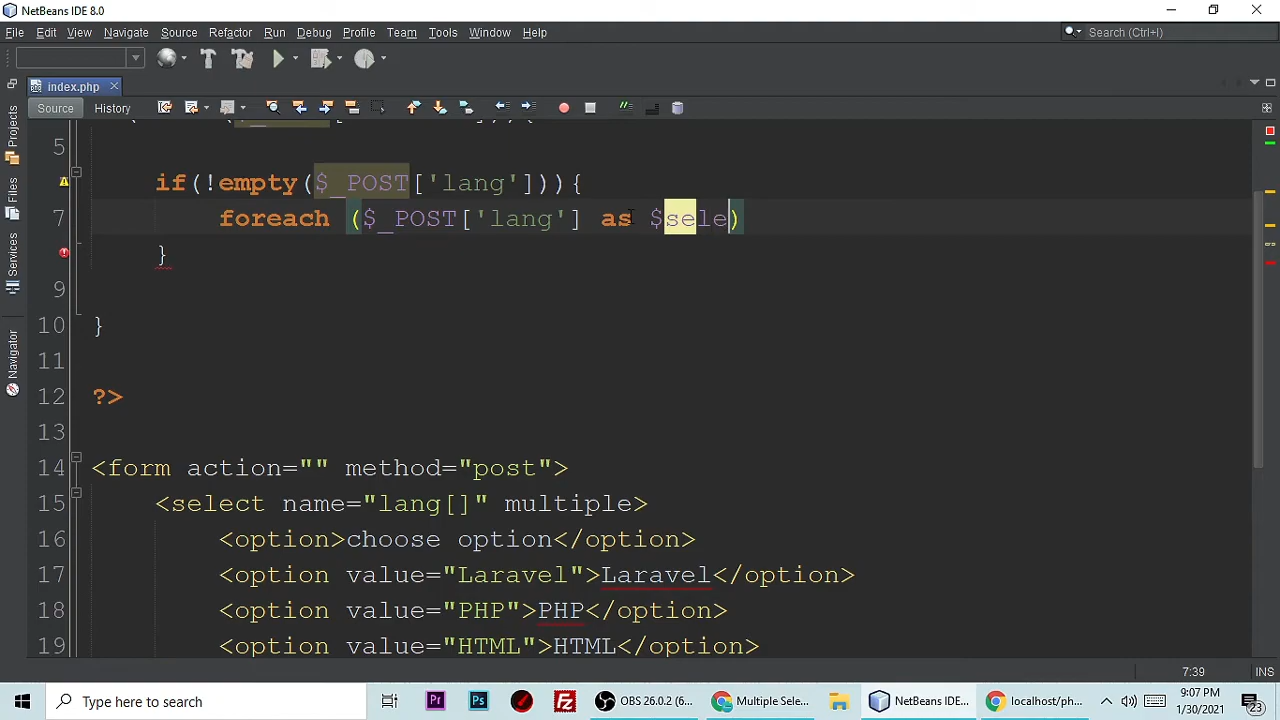 NetBeans IDE 8.0
File Edit View Navigate Source Refactor Run Debug Profile Team Tools Window Help
Search (Ctrl+I)
index.php
Source History
Projects
Files
Services
Navigator
5
if(!empty($_POST['lang'])){
7 foreach ($_POST['lang'] as $sele)
}
9
10 }
11
12 ?>
13
14 <form action="" method="post">
15 <select name="lang[]" multiple>
16 <option>choose option</option>
17 <option value="Laravel">Laravel</option>
18 <option value="PHP">PHP</option>
19 <option value="HTML">HTML</option>
7:39 INS
Type here to search
OBS 26.0.2 (6...
Multiple Sele...
NetBeans IDE...
localhost/ph...
9:07 PM
1/30/2021
23